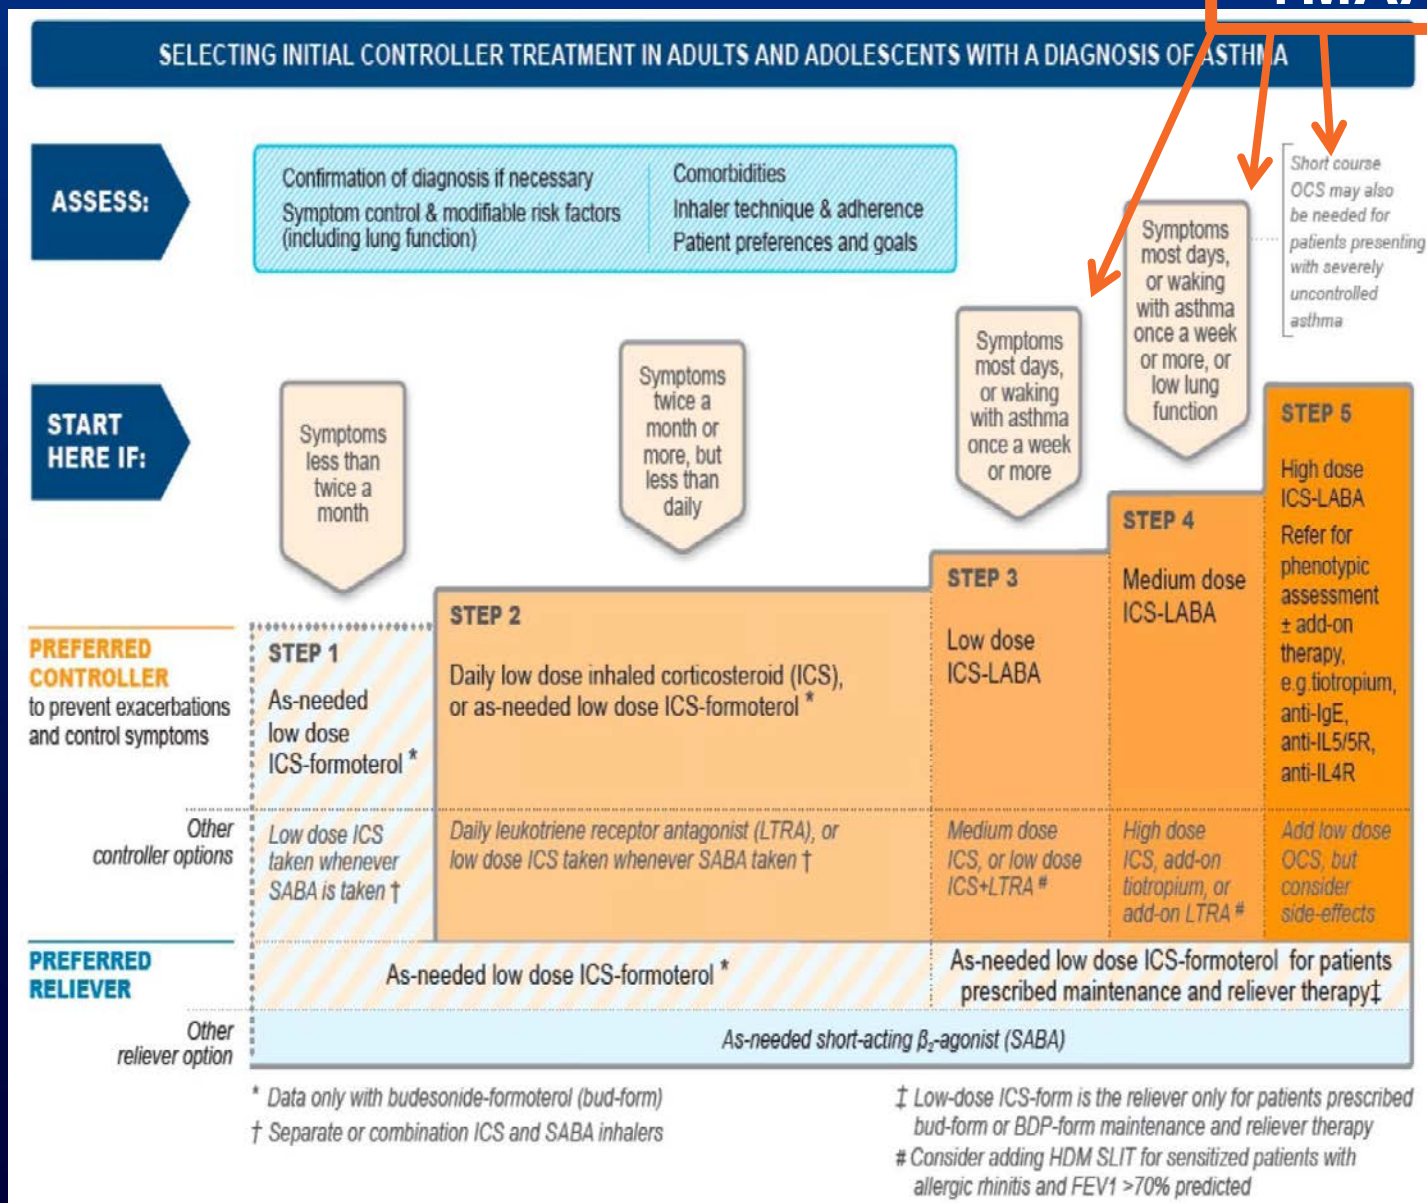 SELECTING INITIAL CONTROLLER TREATMENT IN ADULTS AND ADOLESCENTS WITH A DIAGNOSIS OF ASTHMA
ASSESS:
Confirmation of diagnosis if necessary
Symptom control & modifiable risk factors
(including lung function)
Comorbidities
Inhaler technique & adherence
Patient preferences and goals
Short course
OCS may also
be needed for
patients presenting
with severely
uncontrolled
asthma
START
HERE IF:
Symptoms
less than
twice a
month
Symptoms
twice a
month or
more, but
less than
daily
Symptoms
most days,
or waking
with asthma
once a week
or more
Symptoms
most days,
or waking
with asthma
once a week
or more, or
low lung
function
PREFERRED
CONTROLLER
to prevent exacerbations
and control symptoms
STEP 1
As-needed
low dose
ICS-formoterol *
STEP 2
Daily low dose inhaled corticosteroid (ICS),
or as-needed low dose ICS-formoterol *
STEP 3
Low dose
ICS-LABA
STEP 4
Medium dose
ICS-LABA
STEP 5
High dose
ICS-LABA
Refer for
phenotypic
assessment
± add-on
therapy,
e.g.tiotropium,
anti-IgE,
anti-IL5/5R,
anti-IL4R
Other
controller options
Low dose ICS
taken whenever
SABA is taken †
Daily leukotriene receptor antagonist (LTRA), or
low dose ICS taken whenever SABA taken †
Medium dose
ICS, or low dose
ICS+LTRA #
High dose
ICS, add-on
tiotropium, or
add-on LTRA #
Add low dose
OCS, but
consider
side-effects
PREFERRED
RELIEVER
As-needed low dose ICS-formoterol *
As-needed low dose ICS-formoterol for patients
prescribed maintenance and reliever therapy‡
Other
reliever option
As-needed short-acting β₂-agonist (SABA)
* Data only with budesonide-formoterol (bud-form)
† Separate or combination ICS and SABA inhalers
‡ Low-dose ICS-form is the reliever only for patients prescribed
bud-form or BDP-form maintenance and reliever therapy
# Consider adding HDM SLIT for sensitized patients with
allergic rhinitis and FEV1 >70% predicted